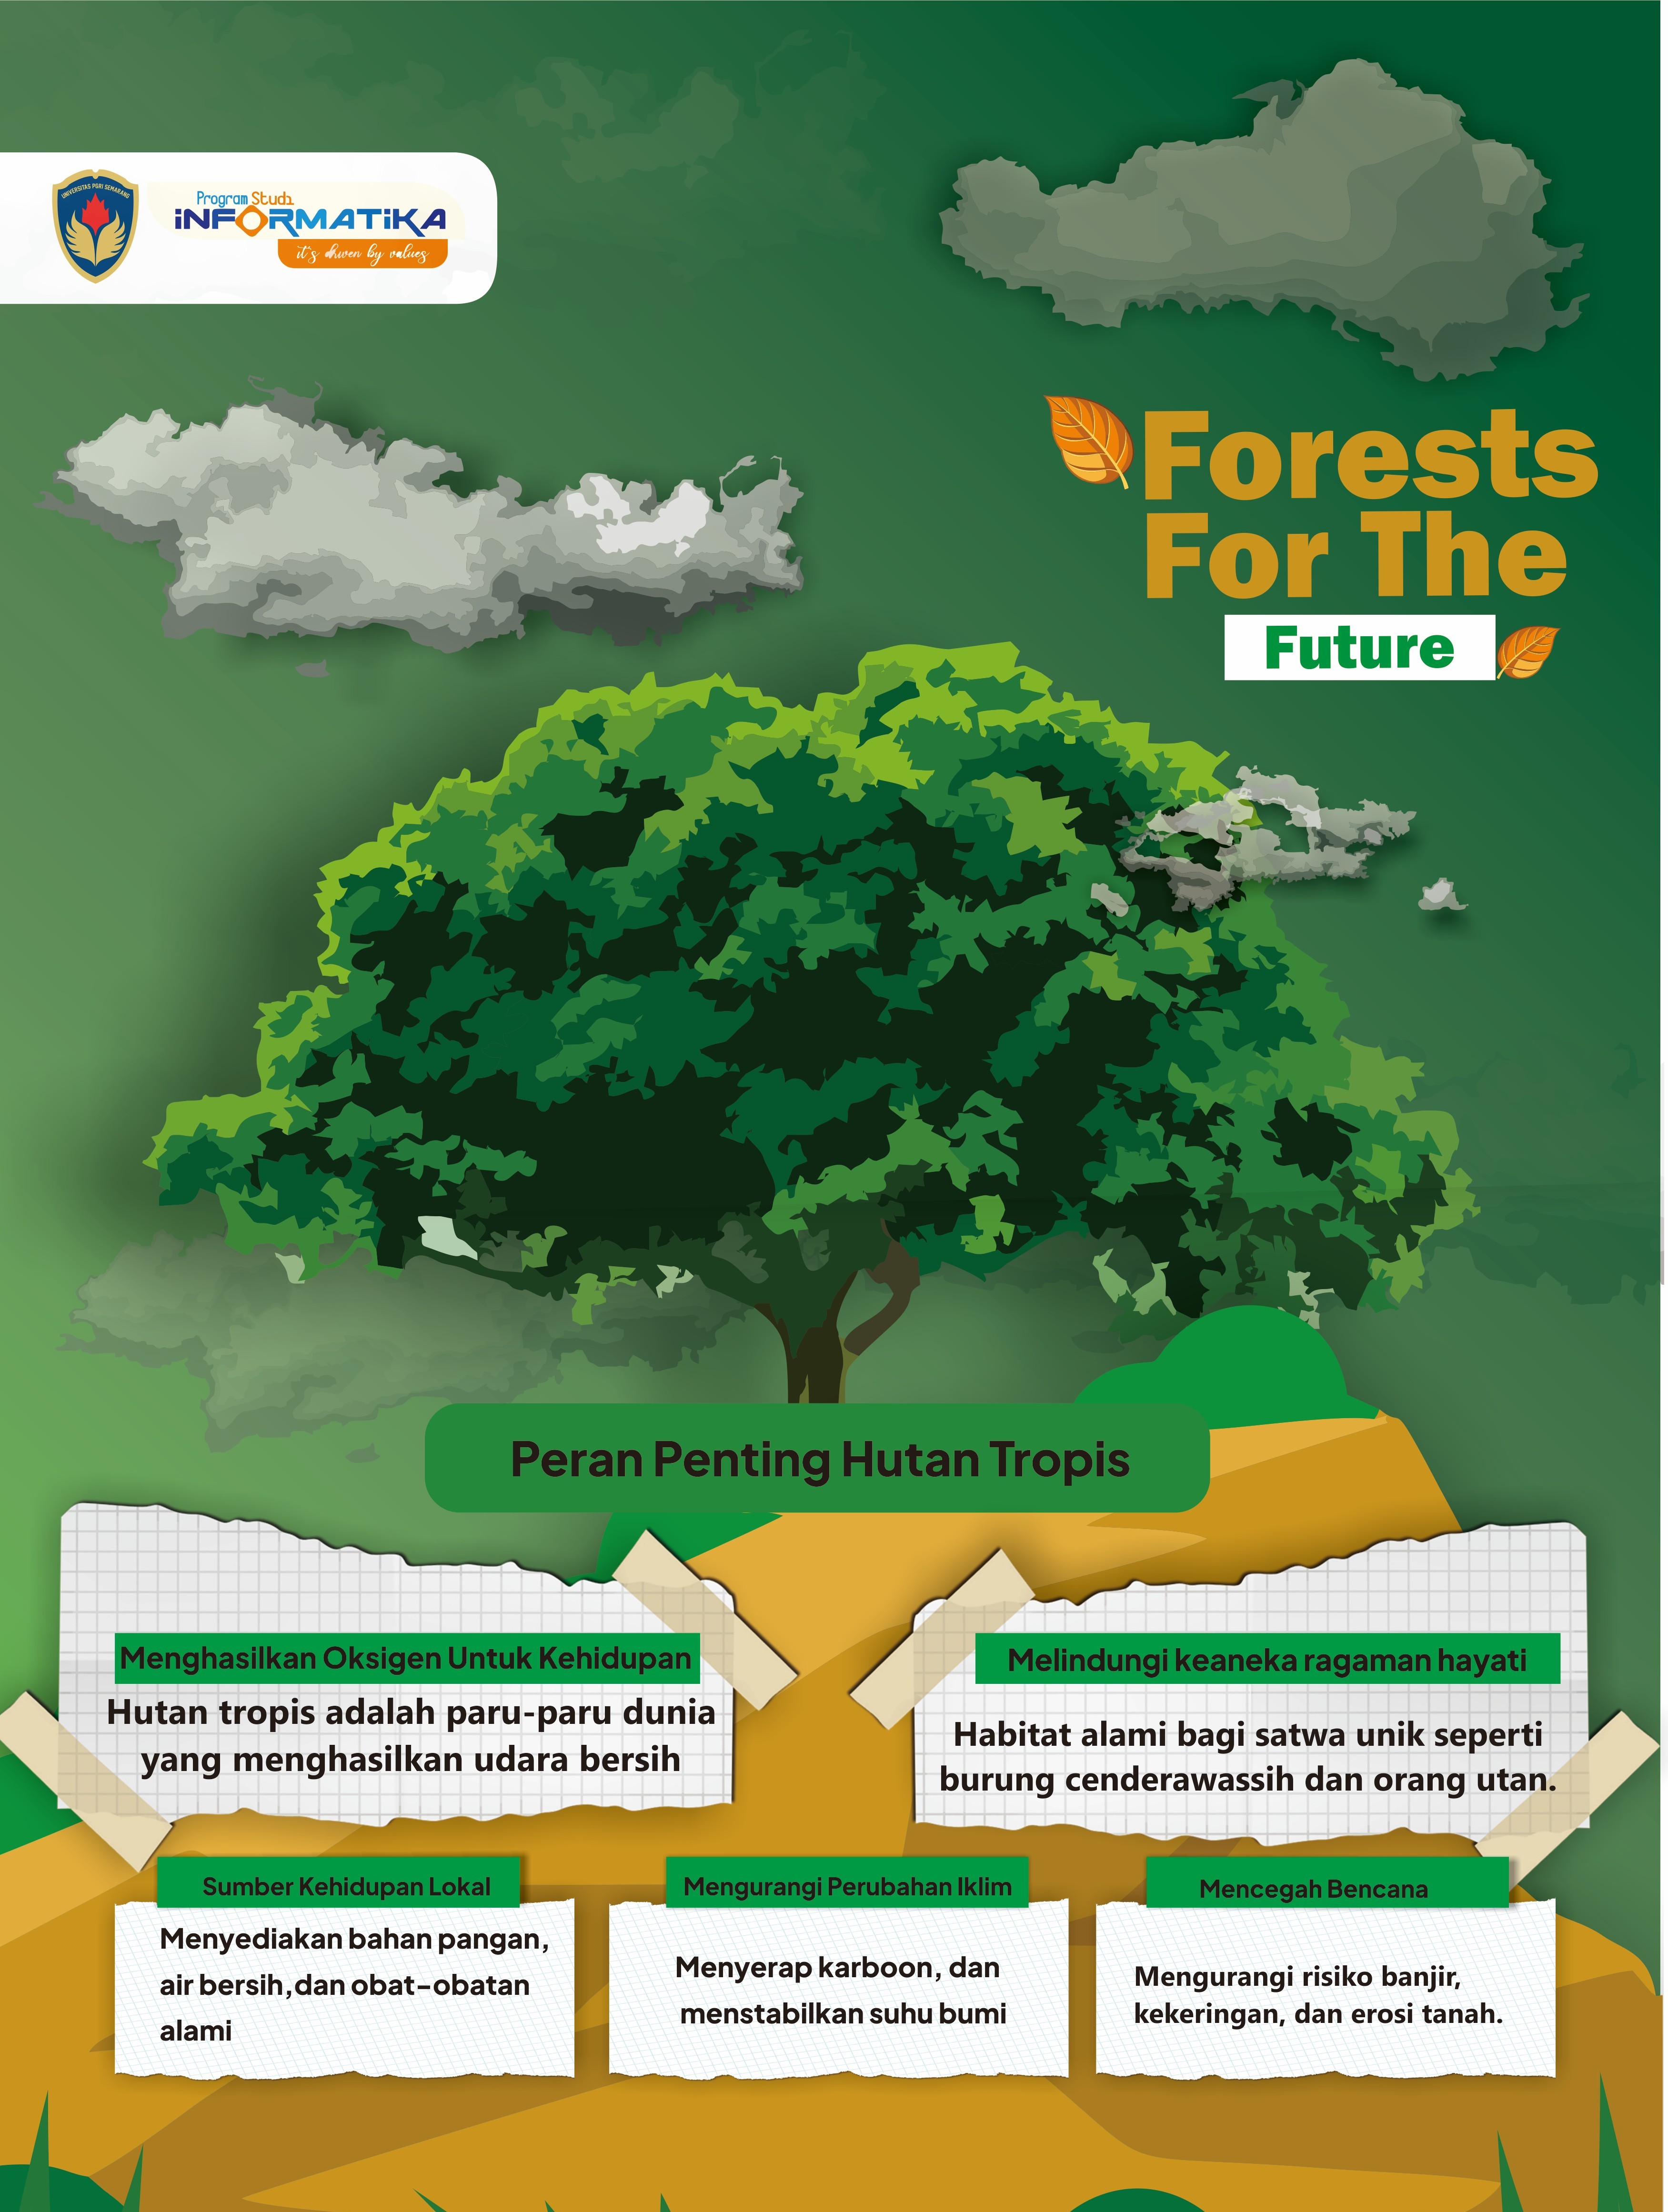 UNIVERSITAS PGRI SEMARANG
Program Studi
iNFORMATiKA
it's driven by values
Forests
For The
Future
Peran Penting Hutan Tropis
Menghasilkan Oksigen Untuk Kehidupan
Hutan tropis adalah paru-paru dunia
yang menghasilkan udara bersih
Melindungi keaneka ragaman hayati
Habitat alami bagi satwa unik seperti
burung cenderawassih dan orang utan.
Sumber Kehidupan Lokal
Menyediakan bahan pangan,
air bersih,dan obat-obatan
alami
Mengurangi Perubahan Iklim
Menyerap karboon, dan
menstabilkan suhu bumi
Mencegah Bencana
Mengurangi risiko banjir,
kekeringan, dan erosi tanah.